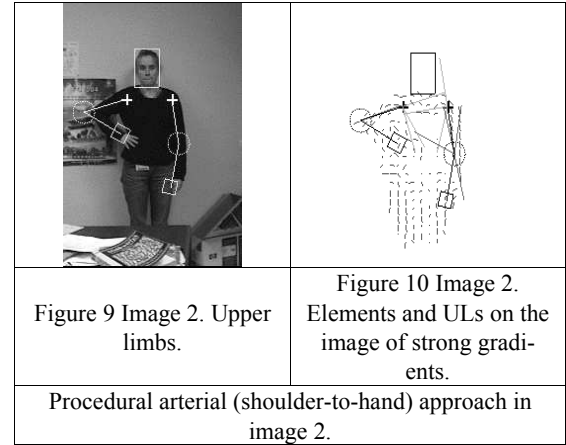 Figure 9 Image 2. Upper
limbs.
Figure 10 Image 2.
Elements and ULs on the
image of strong gradi-
ents.
Procedural arterial (shoulder-to-hand) approach in
image 2.